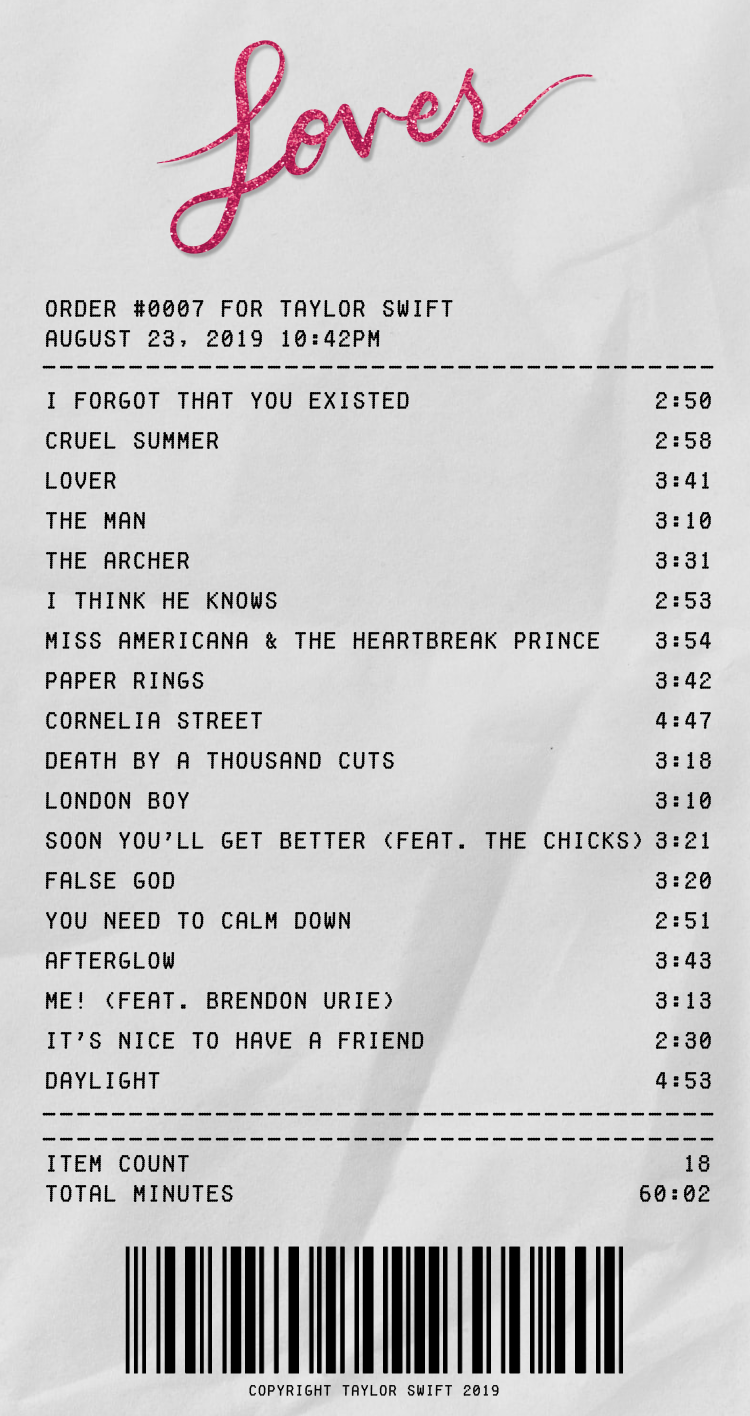 Lover
ORDER #0007 FOR TAYLOR SWIFT
AUGUST 23, 2019 10:42PM
I FORGOT THAT YOU EXISTED 2:50
CRUEL SUMMER 2:58
LOVER 3:41
THE MAN 3:10
THE ARCHER 3:31
I THINK HE KNOWS 2:53
MISS AMERICANA & THE HEARTBREAK PRINCE 3:54
PAPER RINGS 3:42
CORNELIA STREET 4:47
DEATH BY A THOUSAND CUTS 3:18
LONDON BOY 3:10
SOON YOU'LL GET BETTER (FEAT. THE CHICKS) 3:21
FALSE GOD 3:20
YOU NEED TO CALM DOWN 2:51
AFTERGLOW 3:43
ME! (FEAT. BRENDON URIE) 3:13
IT'S NICE TO HAVE A FRIEND 2:30
DAYLIGHT 4:53
ITEM COUNT 18
TOTAL MINUTES 60:02
COPYRIGHT TAYLOR SWIFT 2019